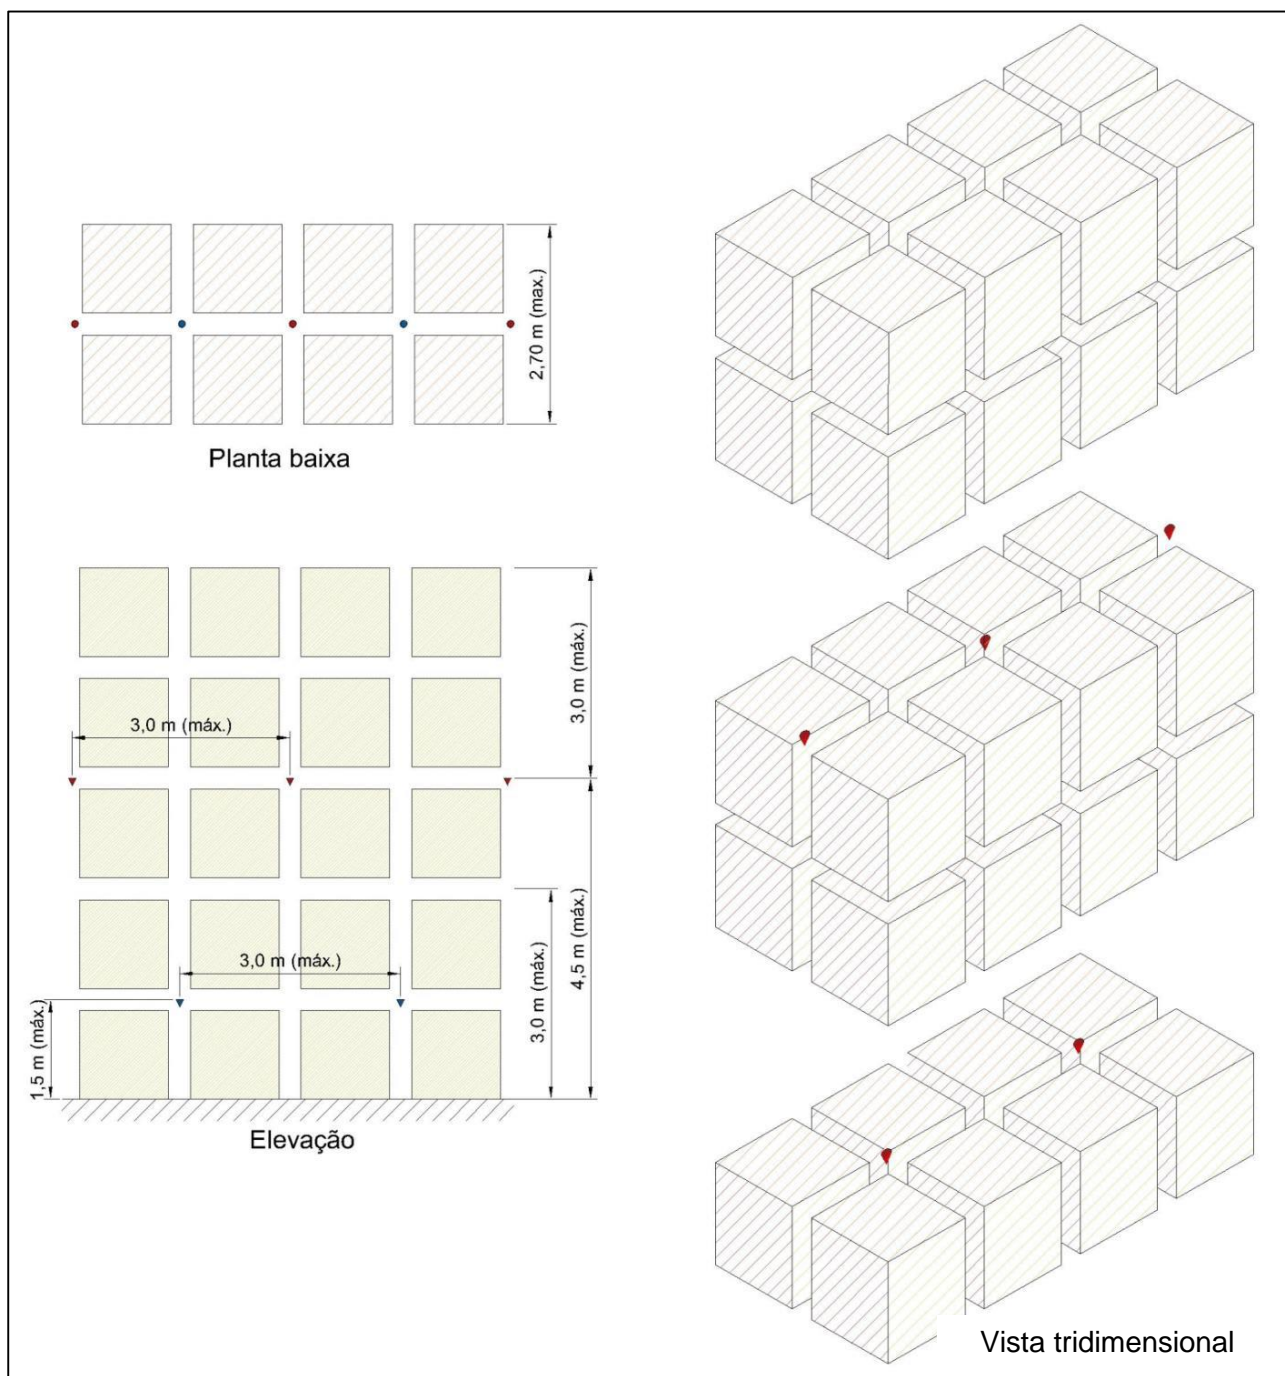 2,70 m (max.)
Planta baixa
3,0 m (máx.)
3,0 m (máx.)
3,0 m (máx.)
4,5 m (máx.)
3,0 m (máx.)
1,5 m (máx.)
Elevação
Vista tridimensional